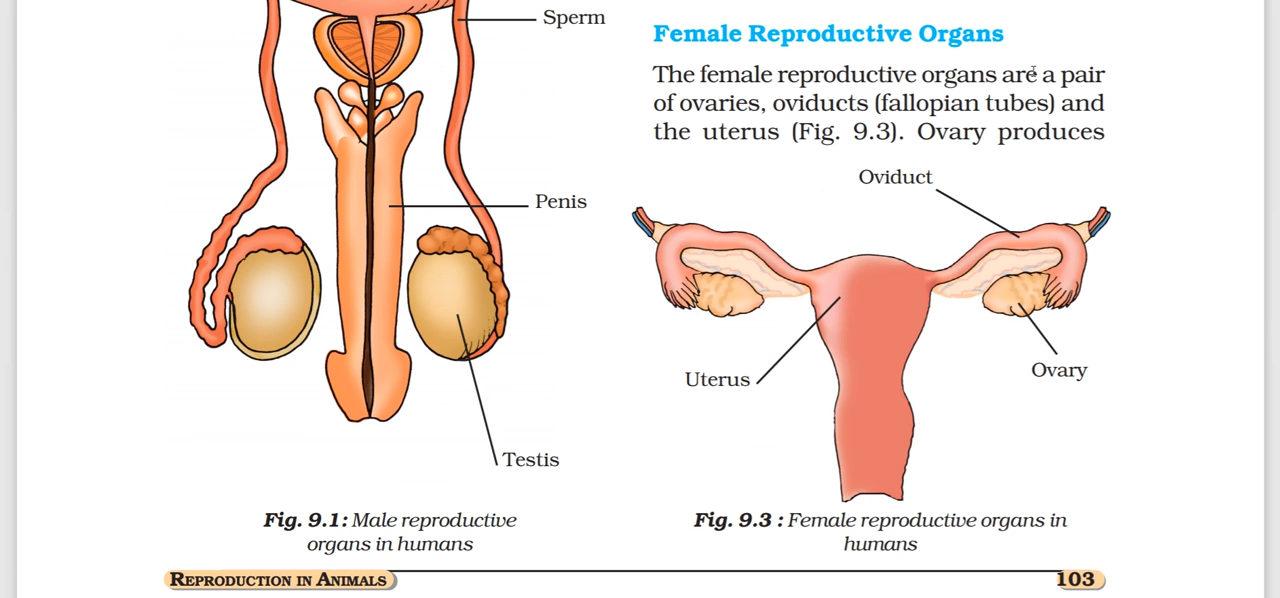 Sperm
Penis
Testis
Fig. 9.1: Male reproductive
organs in humans
Female Reproductive Organs
The female reproductive organs are a pair
of ovaries, oviducts (fallopian tubes) and
the uterus (Fig. 9.3). Ovary produces
Oviduct
Uterus
Ovary
Fig. 9.3 : Female reproductive organs in
humans
REPRODUCTION IN ANIMALS
103